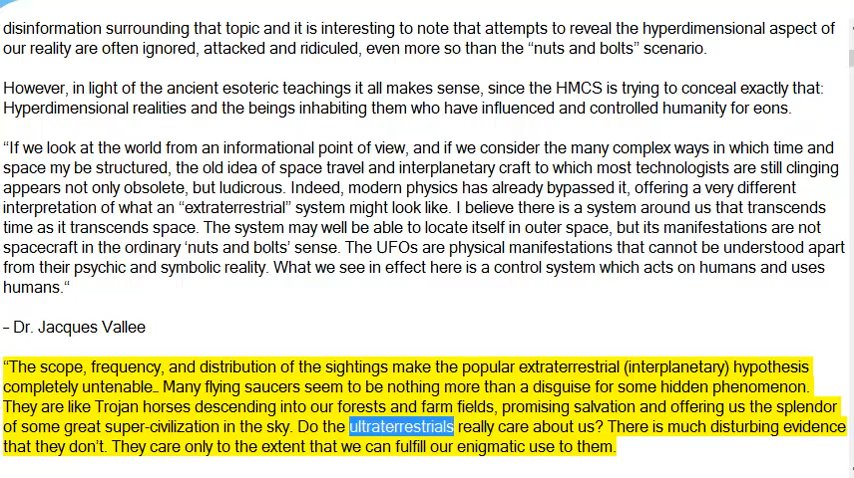 disinformation surrounding that topic and it is interesting to note that attempts to reveal the hyperdimensional aspect of
our reality are often ignored, attacked and ridiculed, even more so than the “nuts and bolts” scenario.
However, in light of the ancient esoteric teachings it all makes sense, since the HMCS is trying to conceal exactly that:
Hyperdimensional realities and the beings inhabiting them who have influenced and controlled humanity for eons.
“If we look at the world from an informational point of view, and if we consider the many complex ways in which time and
space my be structured, the old idea of space travel and interplanetary craft to which most technologists are still clinging
appears not only obsolete, but ludicrous. Indeed, modern physics has already bypassed it, offering a very different
interpretation of what an “extraterrestrial” system might look like. I believe there is a system around us that transcends
time as it transcends space. The system may well be able to locate itself in outer space, but its manifestations are not
spacecraft in the ordinary ‘nuts and bolts’ sense. The UFOs are physical manifestations that cannot be understood apart
from their psychic and symbolic reality. What we see in effect here is a control system which acts on humans and uses
humans.“
– Dr. Jacques Vallee
“The scope, frequency, and distribution of the sightings make the popular extraterrestrial (interplanetary) hypothesis
completely untenable… Many flying saucers seem to be nothing more than a disguise for some hidden phenomenon.
They are like Trojan horses descending into our forests and farm fields, promising salvation and offering us the splendor
of some great super-civilization in the sky. Do the ultraterrestrials really care about us? There is much disturbing evidence
that they don’t. They care only to the extent that we can fulfill our enigmatic use to them.